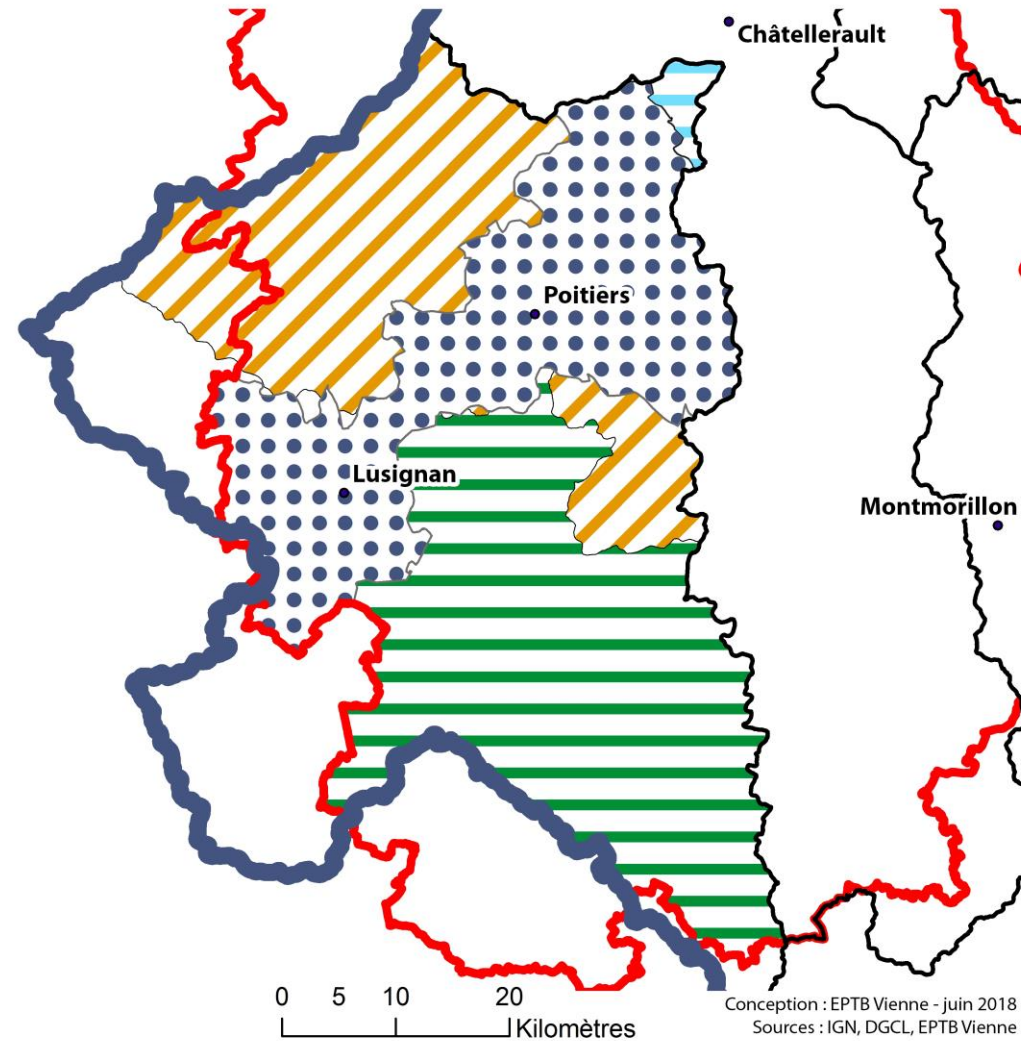 Châtellerault
Poitiers
Lusignan
Montmorillon
0 5 10 20
Kilomètres
Conception : EPTB Vienne - juin 2018
Sources : IGN, DGCL, EPTB Vienne